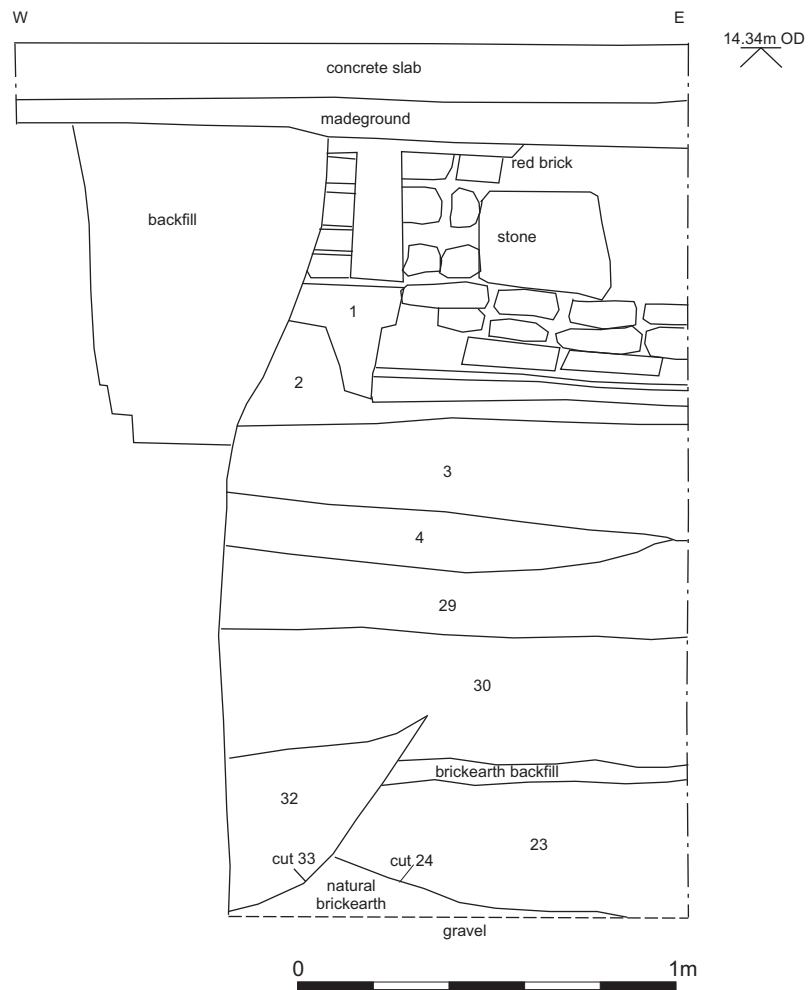 W
E
14.34m OD
concrete slab
madeground
red brick
backfill
stone
1
2
3
4
29
30
brickearth backfill
32
23
cut 33
cut 24
natural
brickearth
gravel
0
1m